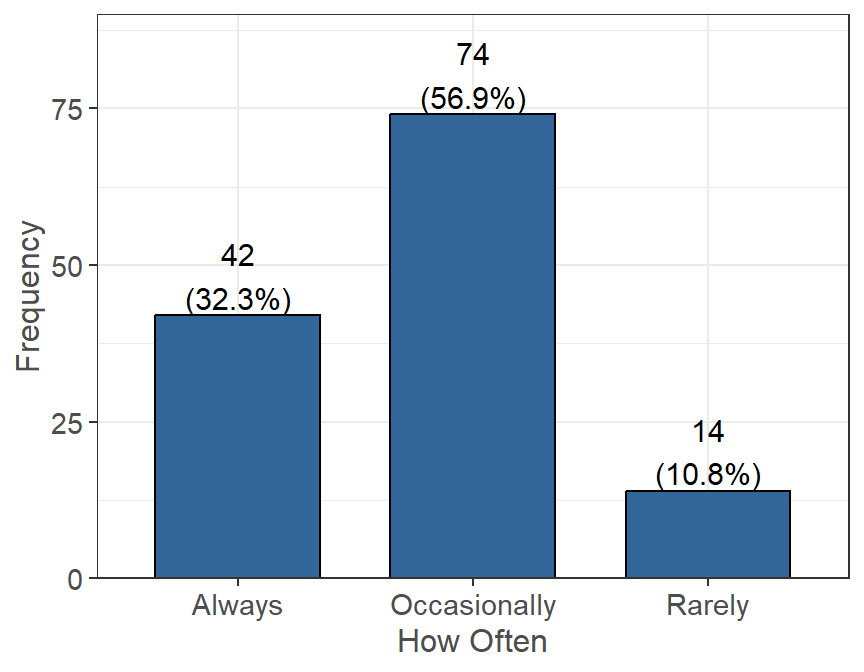 74
(56.9%)
75
42
(32.3%)
50
14
(10.8%)
25
0
Frequency
Always
Occasionally
Rarely
How Often